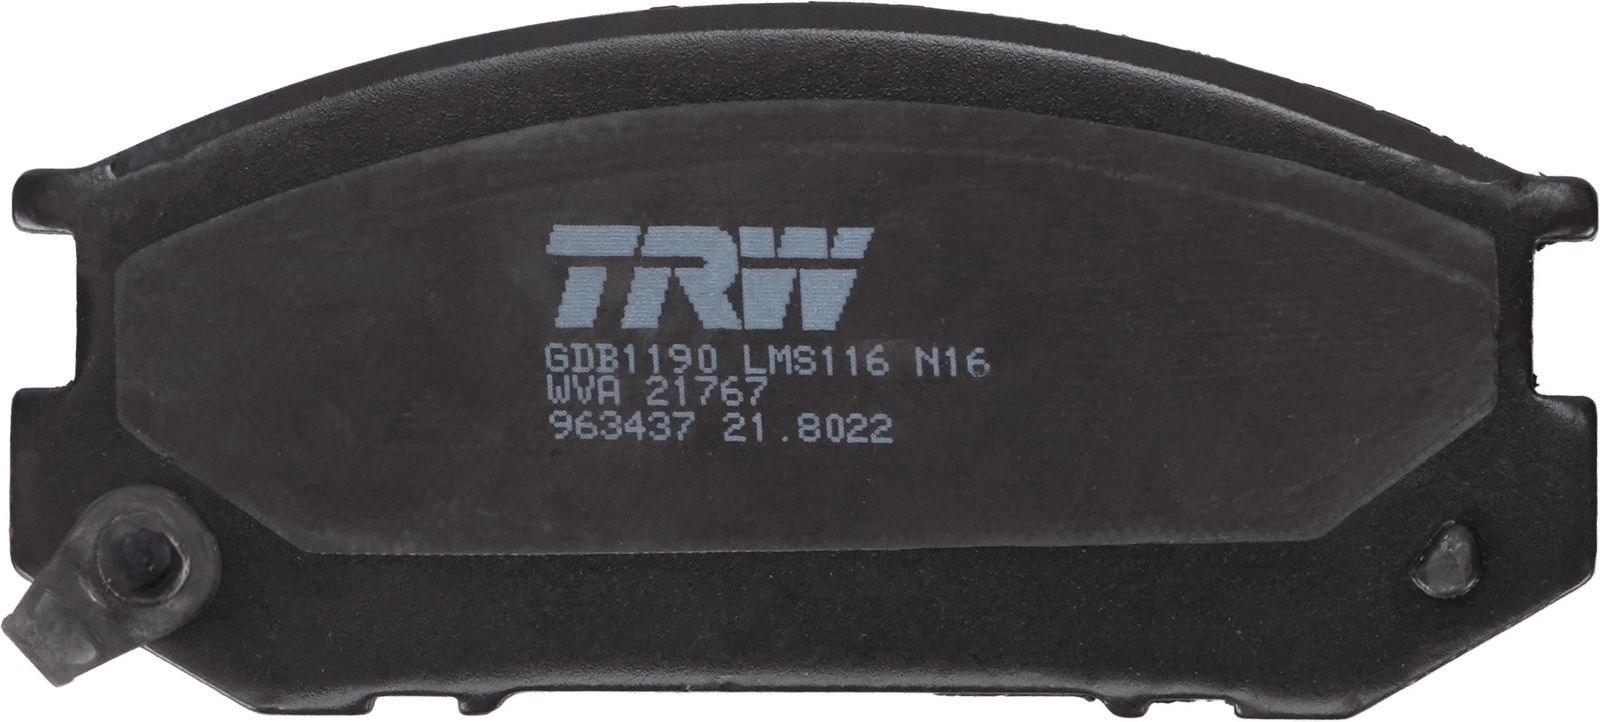 TRW
GDB1190 LMS116 N16
WVA 21767
963437 21.8022